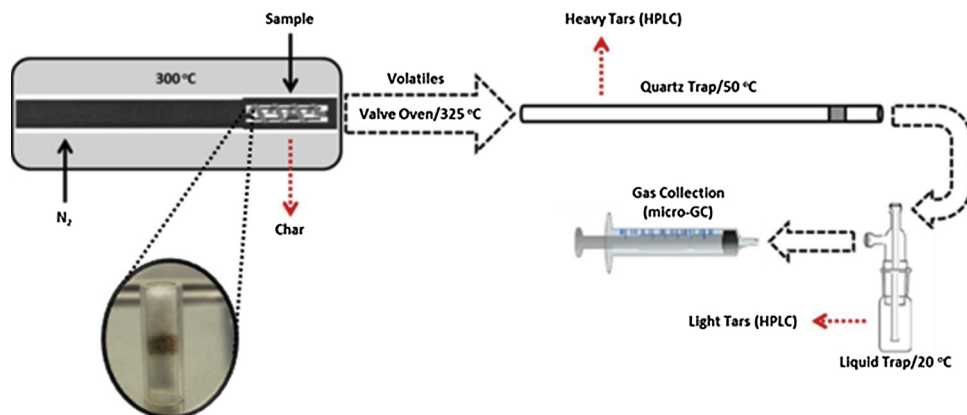 Sample
Heavy Tars (HPLC)
300 °C
Volatiles
Quartz Trap/50 °C
Valve Oven/325 °C
N₂
Char
Gas Collection
(micro-GC)
Light Tars (HPLC)
Liquid Trap/20 °C